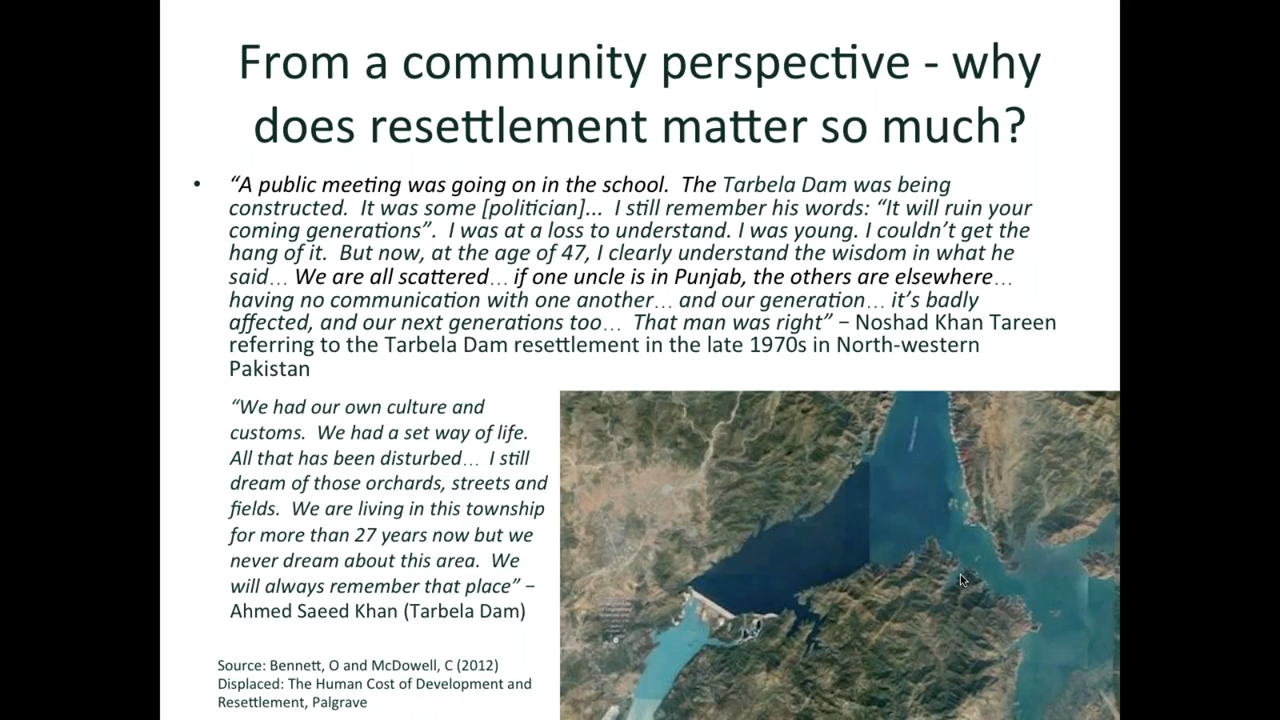 From a community perspective - why
does resettlement matter so much?
• “A public meeting was going on in the school.  The Tarbela Dam was being
constructed.  It was some [politician]...  I still remember his words: “It will ruin your
coming generations”.  I was at a loss to understand. I was young. I couldn’t get the
hang of it.  But now, at the age of 47, I clearly understand the wisdom in what he
said… We are all scattered… if one uncle is in Punjab, the others are elsewhere…
having no communication with one another… and our generation… it’s badly
affected, and our next generations too…  That man was right” – Noshad Khan Tareen
referring to the Tarbela Dam resettlement in the late 1970s in North-western
Pakistan
“We had our own culture and
customs.  We had a set way of life.
All that has been disturbed…  I still
dream of those orchards, streets and
fields.  We are living in this township
for more than 27 years now but we
never dream about this area.  We
will always remember that place” –
Ahmed Saeed Khan (Tarbela Dam)
Source: Bennett, O and McDowell, C (2012)
Displaced: The Human Cost of Development and
Resettlement, Palgrave